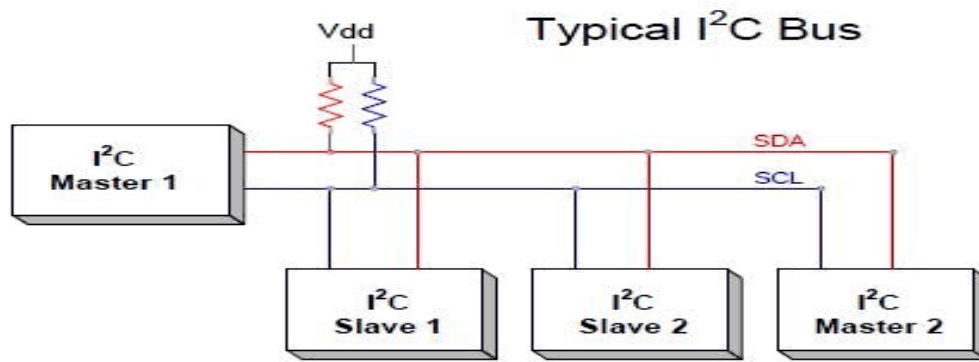 Typical I²C Bus
Vdd
I²C
Master 1
SDA
SCL
I²C
Slave 1
I²C
Slave 2
I²C
Master 2